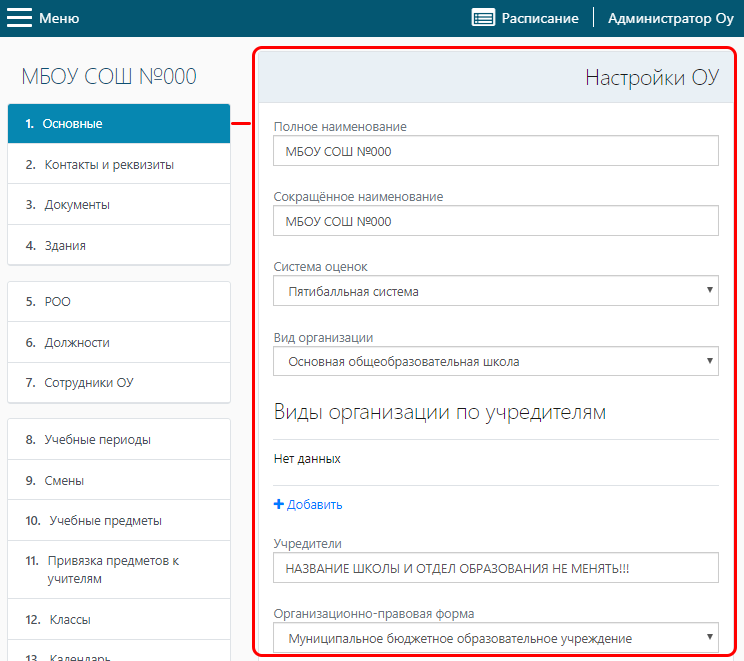 Меню
Расписание
Администратор Оу
МБОУ СОШ №000
1. Основные
2. Контакты и реквизиты
3. Документы
4. Здания
5. РОО
6. Должности
7. Сотрудники ОУ
8. Учебные периоды
9. Смены
10. Учебные предметы
11. Привязка предметов к
учителям
12. Классы
13. Календарь
Настройки ОУ
Полное наименование
МБОУ СОШ №000
Сокращённое наименование
МБОУ СОШ №000
Система оценок
Пятибалльная система
Вид организации
Основная общеобразовательная школа
Виды организации по учредителям
Нет данных
+ Добавить
Учредители
НАЗВАНИЕ ШКОЛЫ И ОТДЕЛ ОБРАЗОВАНИЯ НЕ МЕНЯТЬ!!!
Организационно-правовая форма
Муниципальное бюджетное образовательное учреждение